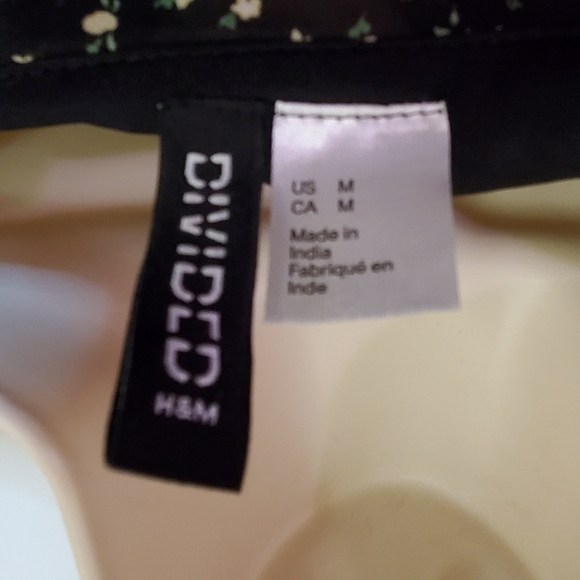 DIVIDED
H&M
US M
CA M
Made in
India
Fabriqué en
Inde